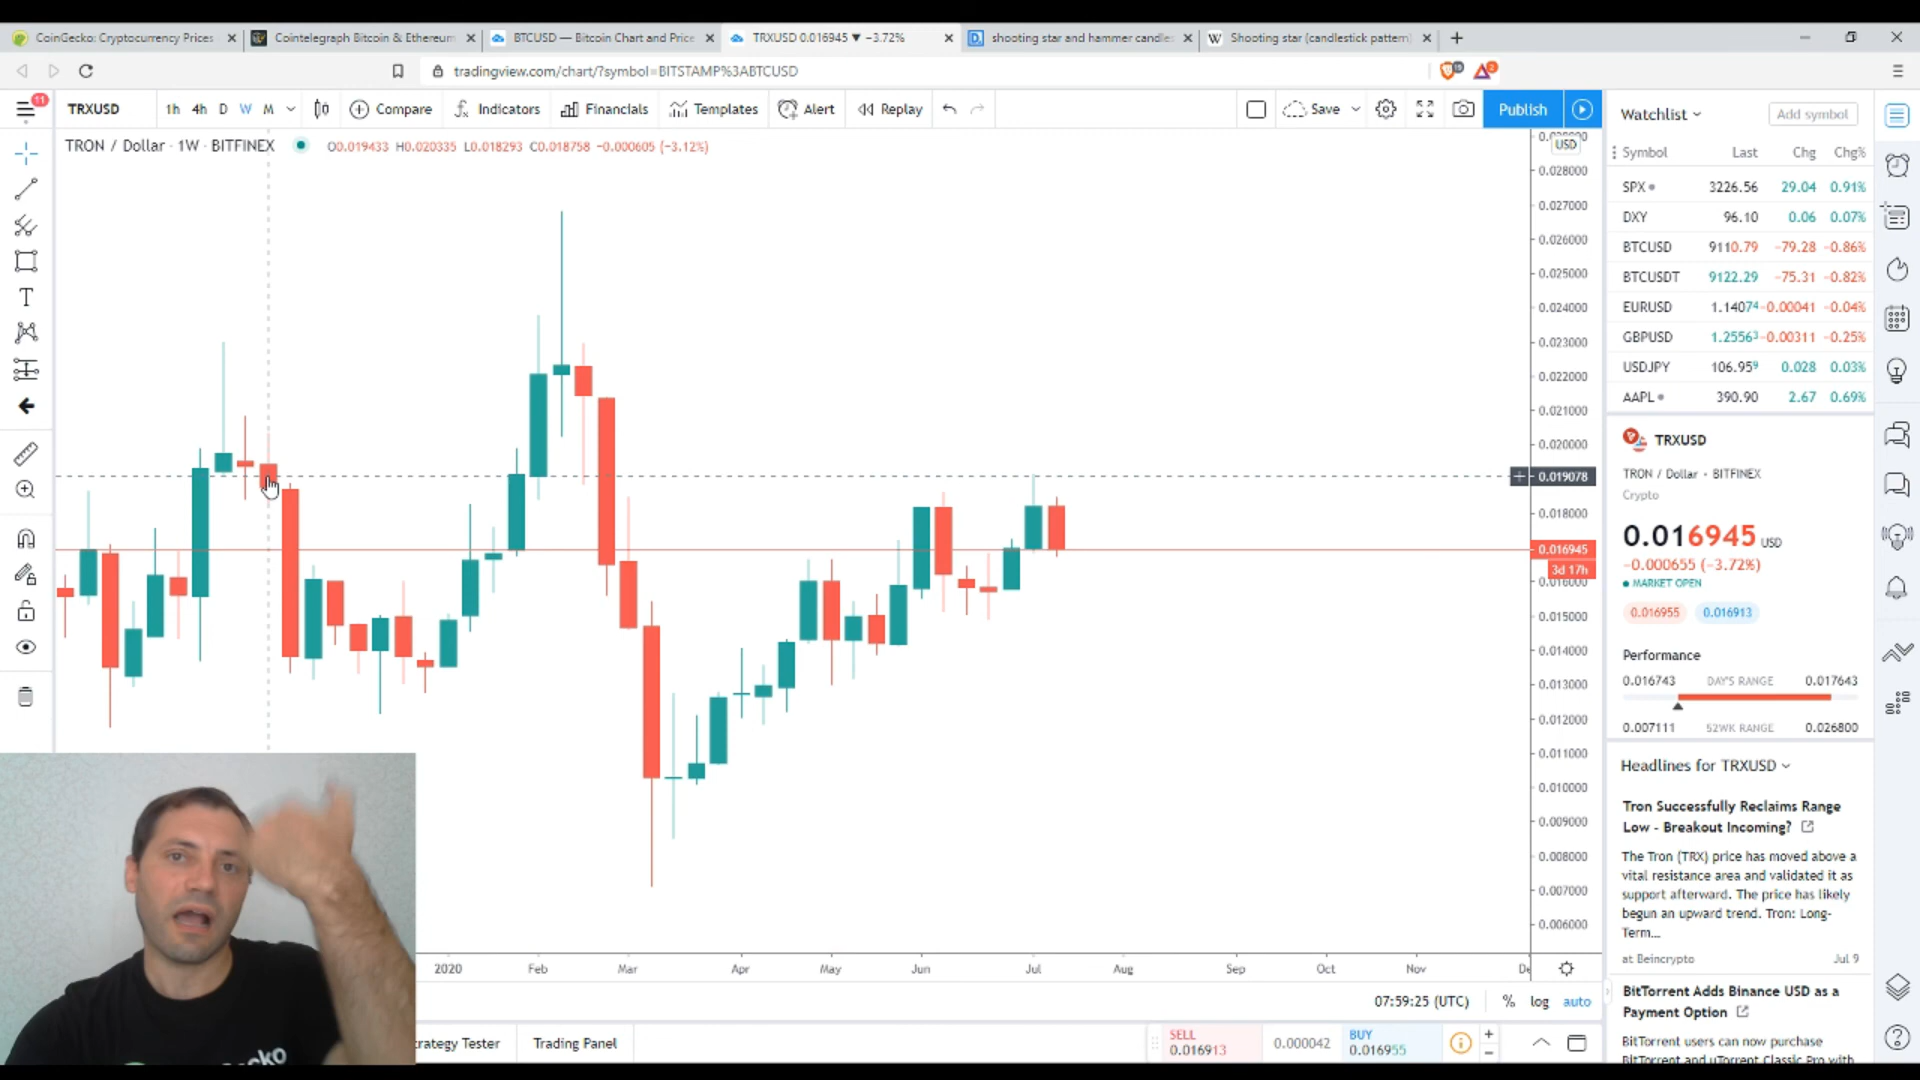 CoinGecko: Cryptocurrency Prices
Cointelegraph Bitcoin & Ethereum
BTCUSD — Bitcoin Chart and Price
TRXUSD 0.016945 ▼ −3.72%
shooting star and hammer candle
Shooting star (candlestick pattern)
tradingview.com/chart/?symbol=BITSTAMP%3ABTCUSD
11
TRXUSD
1h 4h D W M
Compare
Indicators
Financials
Templates
Alert
Replay
Save
Publish
TRON / Dollar · 1W · BITFINEX
O0.019433 H0.020335 L0.018293 C0.018758 −0.000605 (−3.12%)
USD
0.028000
0.027000
0.026000
0.025000
0.024000
0.023000
0.022000
0.021000
0.020000
0.019078
0.018000
0.016945
3d 17h
0.016000
0.015000
0.014000
0.013000
0.012000
0.011000
0.010000
0.009000
0.008000
0.007000
0.006000
2020 Feb Mar Apr May Jun Jul Aug Sep Oct Nov
07:59:25 (UTC) % log auto
Trading Panel
SELL
0.016913
0.000042
BUY
0.016955
Watchlist
Add symbol
Symbol Last Chg Chg%
SPX 3226.56 29.04 0.91%
DXY 96.10 0.06 0.07%
BTCUSD 9110.79 −79.28 −0.86%
BTCUSDT 9122.29 −75.31 −0.82%
EURUSD 1.14074 −0.00041 −0.04%
GBPUSD 1.25563 −0.00311 −0.25%
USDJPY 106.959 0.028 0.03%
AAPL 390.90 2.67 0.69%
TRXUSD
TRON / Dollar · BITFINEX
Crypto
0.016945 USD
−0.000655 (−3.72%)
MARKET OPEN
0.016955 0.016913
Performance
0.016743 DAY'S RANGE 0.017643
0.007111 52WK RANGE 0.026800
Headlines for TRXUSD
Tron Successfully Reclaims Range
Low - Breakout Incoming?
The Tron (TRX) price has moved above a
vital resistance area and validated it as
support afterward. The price has likely
begun an upward trend. Tron: Long-
Term...
at Beincrypto Jul 9
BitTorrent Adds Binance USD as a
Payment Option
BitTorrent users can now purchase
BitTorrent and uTorrent Classic Pro with